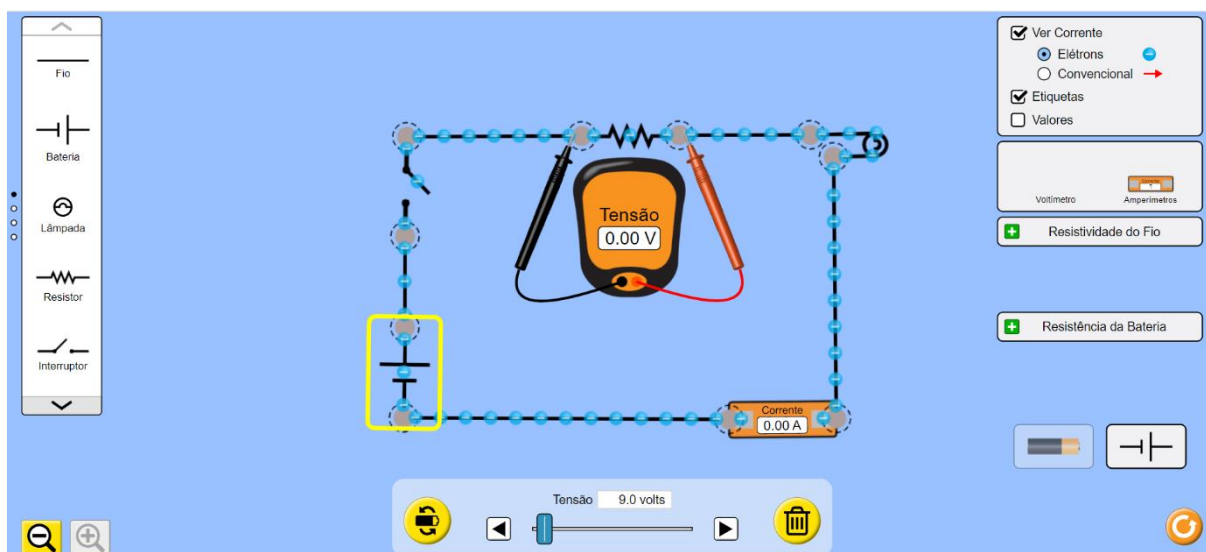 Fio
Bateria
Lâmpada
Resistor
Interruptor
Tensão
0.00 V
Corrente
0.00 A
Tensão 9.0 volts
Ver Corrente
Elétrons
Convencional
Etiquetas
Valores
Voltímetro
Corrente
Amperímetros
Resistividade do Fio
Resistência da Bateria